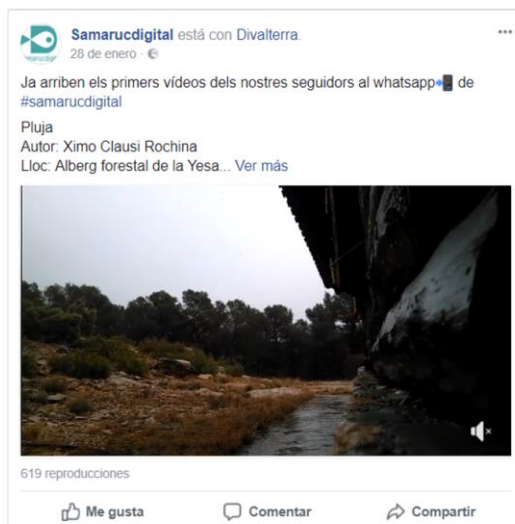 Samarucdigital está con Divalterra.
28 de enero ·
Ja arriben els primers vídeos dels nostres seguidors al whatsapp de
#samarucdigital
Pluja
Autor: Ximo Clausi Rochina
Lloc: Alberg forestal de la Yesa... Ver más
619 reproducciones
Me gusta Comentar Compartir